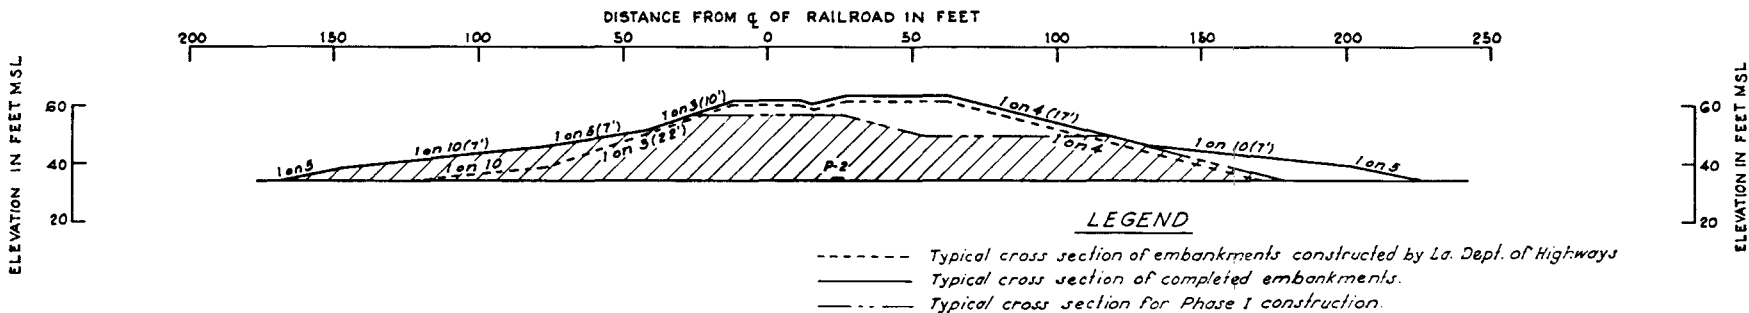 DISTANCE FROM ℄ OF RAILROAD IN FEET
200 150 100 50 0 50 100 150 200 250
ELEVATION IN FEET MSL
60
40
20
1 on 5
1 on 10(7')
1 on 10
1 on 5(7')
1 on 3(22')
1 on 3(10')
P-2
1 on 4(17')
1 on 4
1 on 10(7')
1 on 5
60
40
20
ELEVATION IN FEET MSL
LEGEND
Typical cross section of embankments constructed by La. Dept. of Highways
Typical cross section of completed embankments.
Typical cross section for Phase I construction.